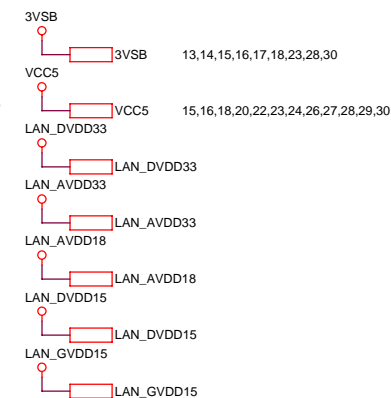 3VSB
3VSB 13,14,15,16,17,18,23,28,30
VCC5
VCC5 15,16,18,20,22,23,24,26,27,28,29,30
LAN_DVDD33
LAN_DVDD33
LAN_AVDD33
LAN_AVDD33
LAN_AVDD18
LAN_AVDD18
LAN_DVDD15
LAN_DVDD15
LAN_GVDD15
LAN_GVDD15